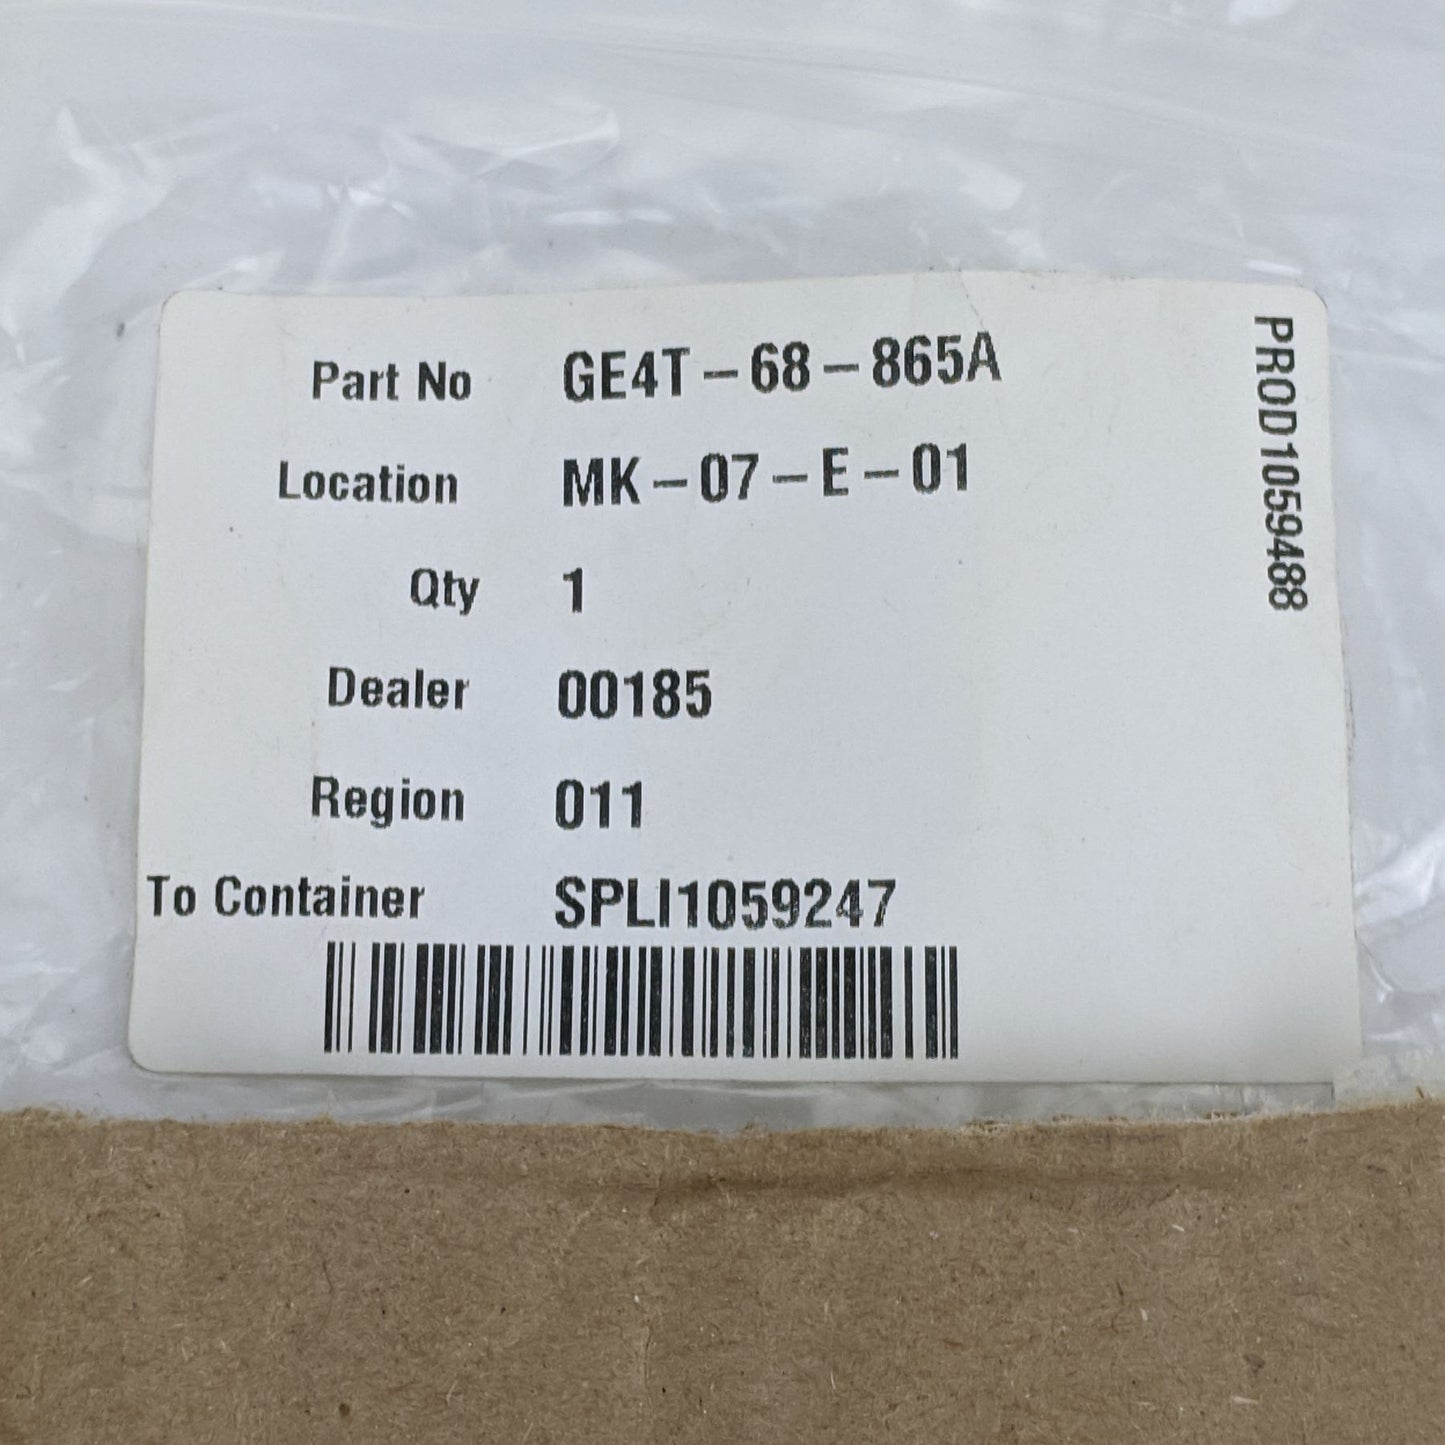 Part No GE4T-68-865A
Location MK-07-E-01
Qty 1
Dealer 00185
Region 011
To Container SPLI1059247
PROD1059488